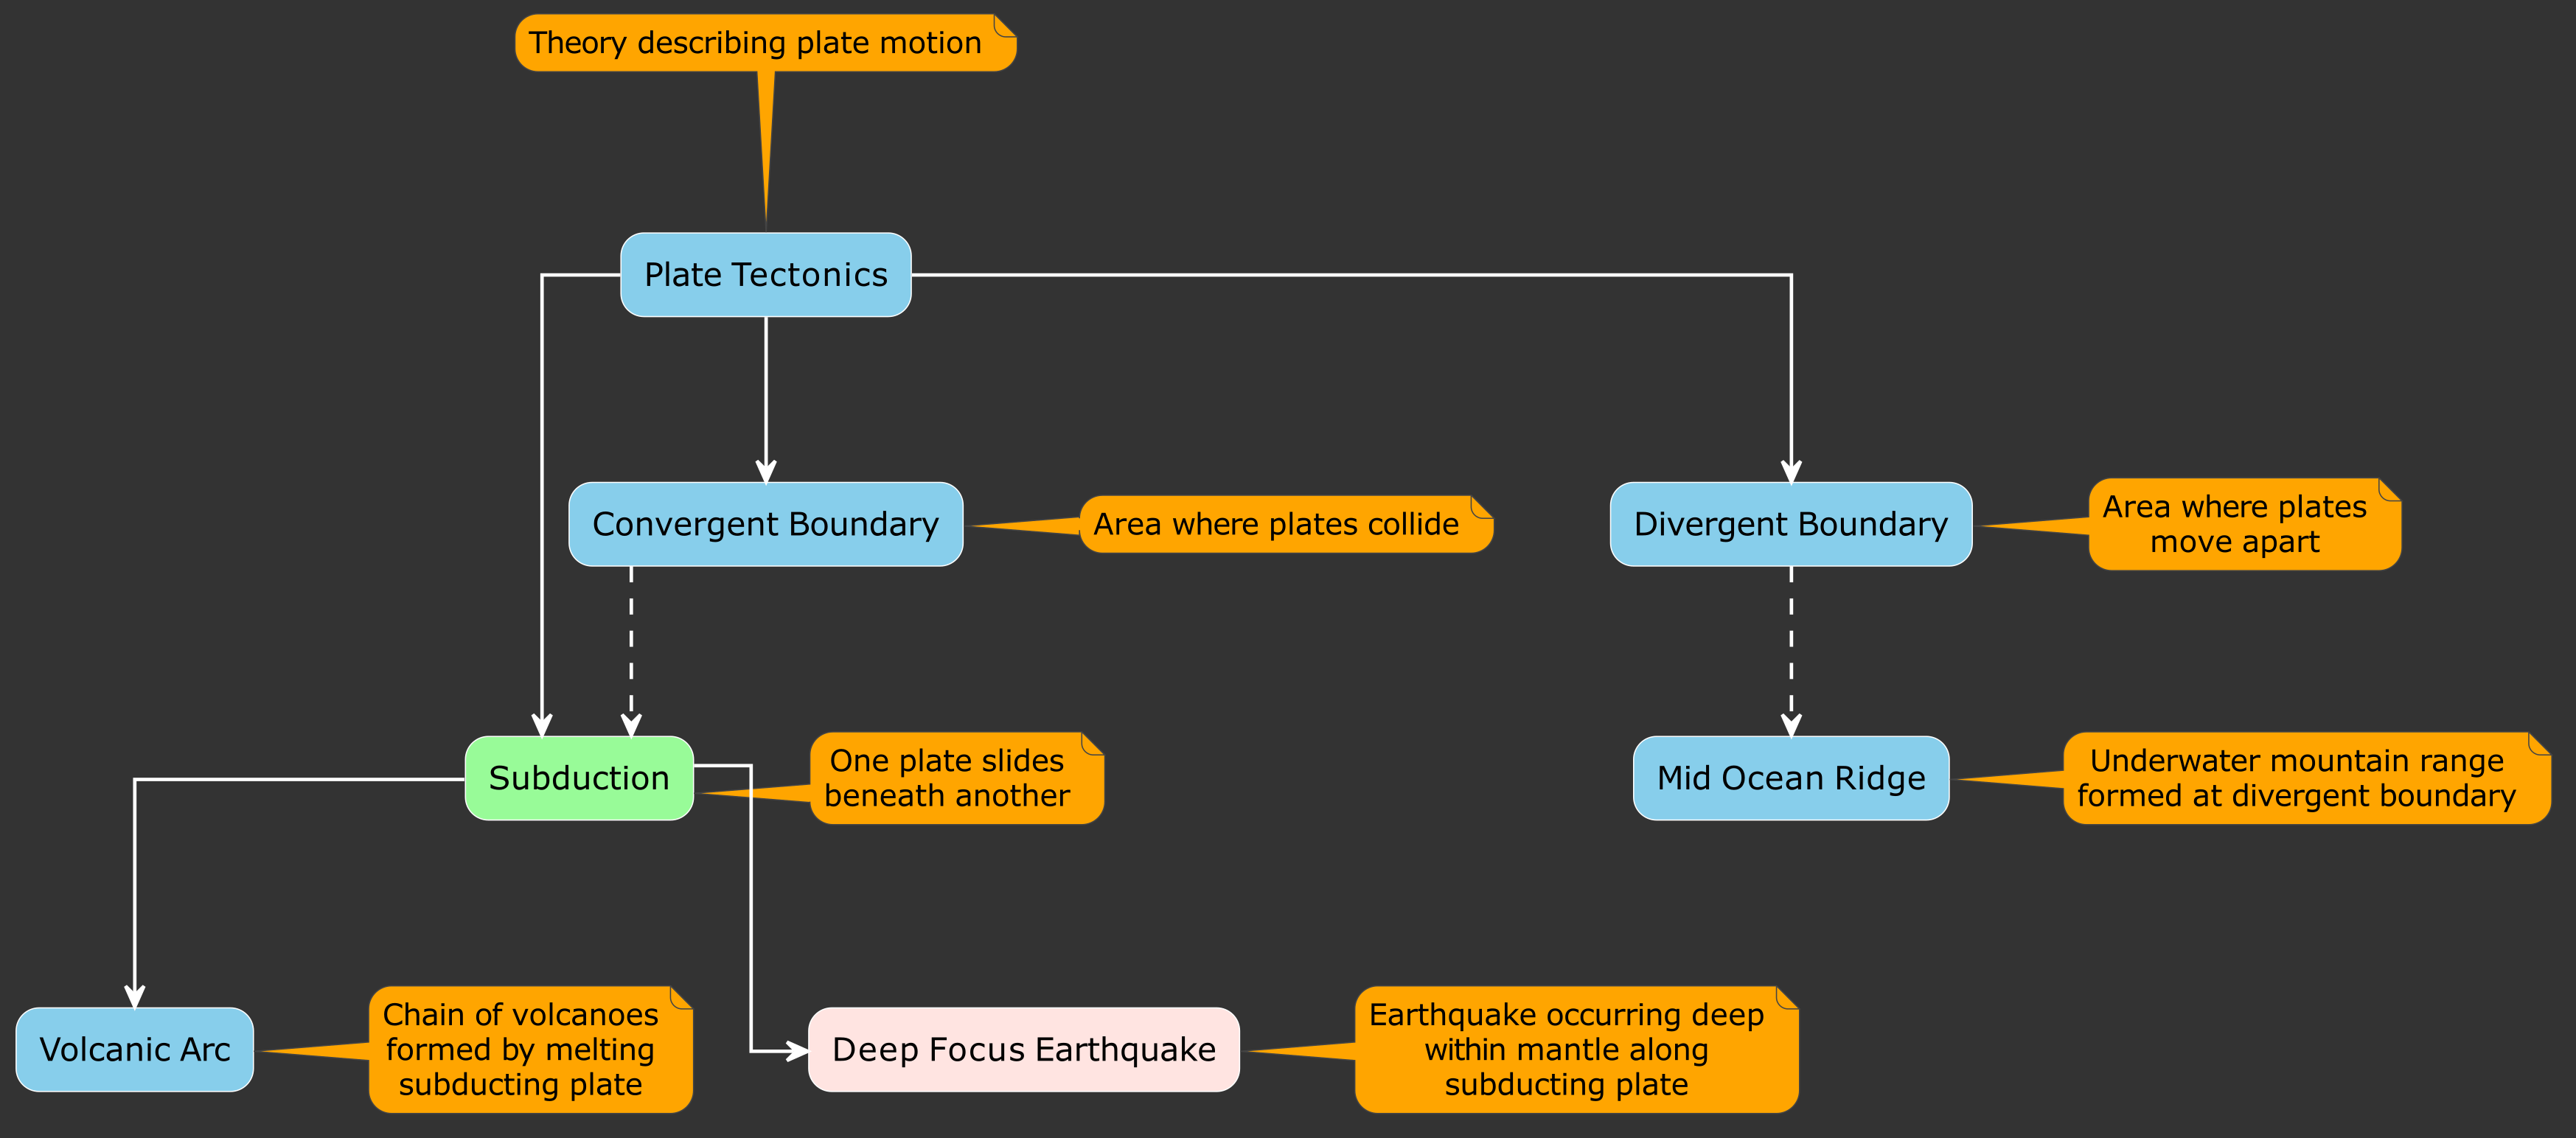 Theory describing plate motion
Plate Tectonics
Convergent Boundary
Area where plates collide
Divergent Boundary
Area where plates
move apart
Subduction
One plate slides
beneath another
Mid Ocean Ridge
Underwater mountain range
formed at divergent boundary
Volcanic Arc
Chain of volcanoes
formed by melting
subducting plate
Deep Focus Earthquake
Earthquake occurring deep
within mantle along
subducting plate